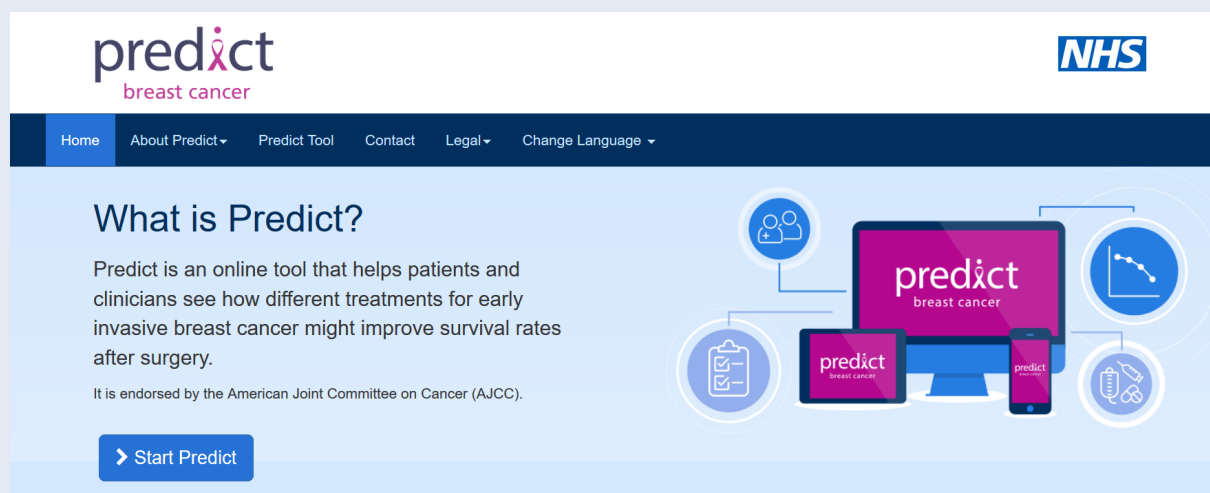 predict
breast cancer
NHS
Home About Predict Predict Tool Contact Legal Change Language
What is Predict?
Predict is an online tool that helps patients and
clinicians see how different treatments for early
invasive breast cancer might improve survival rates
after surgery.
It is endorsed by the American Joint Committee on Cancer (AJCC).
Start Predict
predict
breast cancer
predict
breast cancer
predict